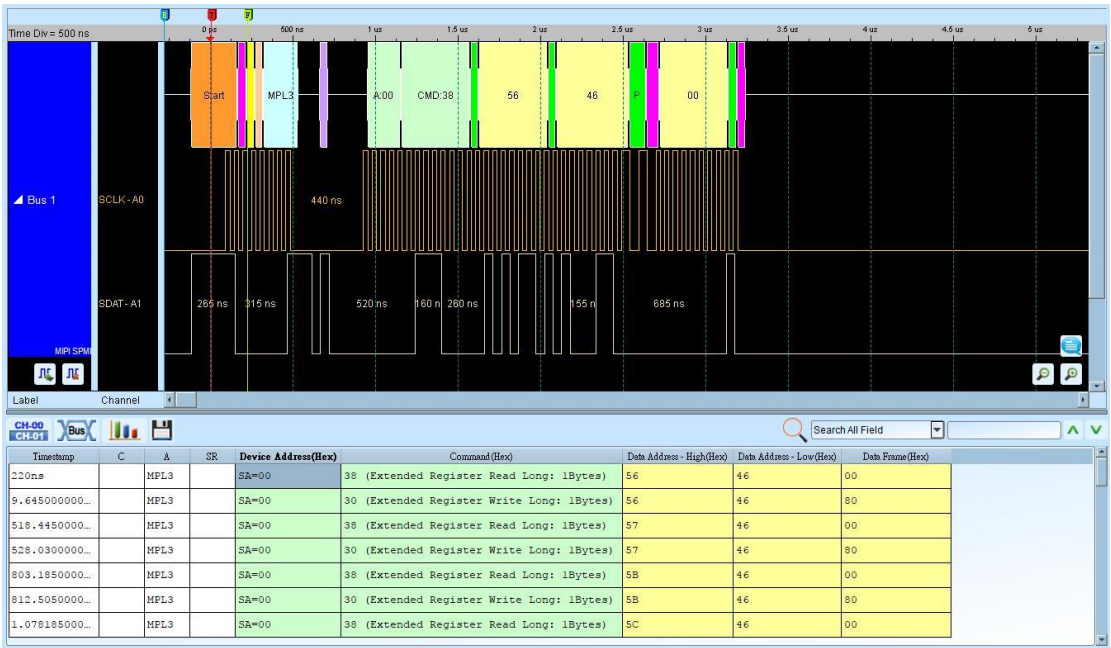 E T F
Time Div = 500 ns 0 ps 500 ns 1 us 1.5 us 2 us 2.5 us 3 us 3.5 us 4 us 4.5 us 5 us
Start MPL3 A:00 CMD:38 56 46 P 00
Bus 1 SCLK - A0 440 ns
SDAT - A1 265 ns 315 ns 520 ns 160 n 260 ns 155 n 685 ns
MIPI SPMI
Label Channel
CH-00
CH-01 Bus Search All Field
Timestamp C A SR Device Address(Hex) Command(Hex) Data Address - High(Hex) Data Address - Low(Hex) Data Frame(Hex)
220ns MPL3 SA=00 38 (Extended Register Read Long: 1Bytes) 56 46 00
9.645000000... MPL3 SA=00 30 (Extended Register Write Long: 1Bytes) 56 46 80
518.4450000... MPL3 SA=00 38 (Extended Register Read Long: 1Bytes) 57 46 00
528.0300000... MPL3 SA=00 30 (Extended Register Write Long: 1Bytes) 57 46 80
803.1850000... MPL3 SA=00 38 (Extended Register Read Long: 1Bytes) 5B 46 00
812.5050000... MPL3 SA=00 30 (Extended Register Write Long: 1Bytes) 5B 46 80
1.078185000... MPL3 SA=00 38 (Extended Register Read Long: 1Bytes) 5C 46 00